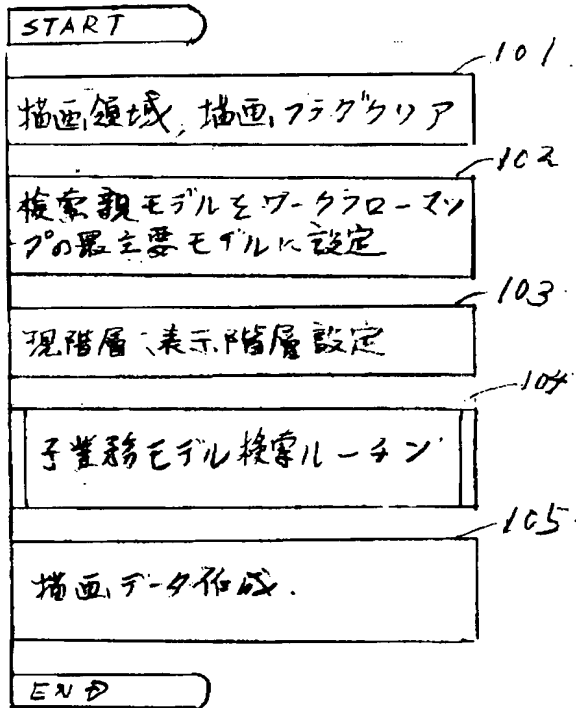 START
101
描画領域、描画フラグクリア
102
検索親モデルをワークフローマッ
プの最主要モデルに設定
103
現階層、表示階層設定
104
子業務モデル検索ルーチン
105
描画データ作成.
END